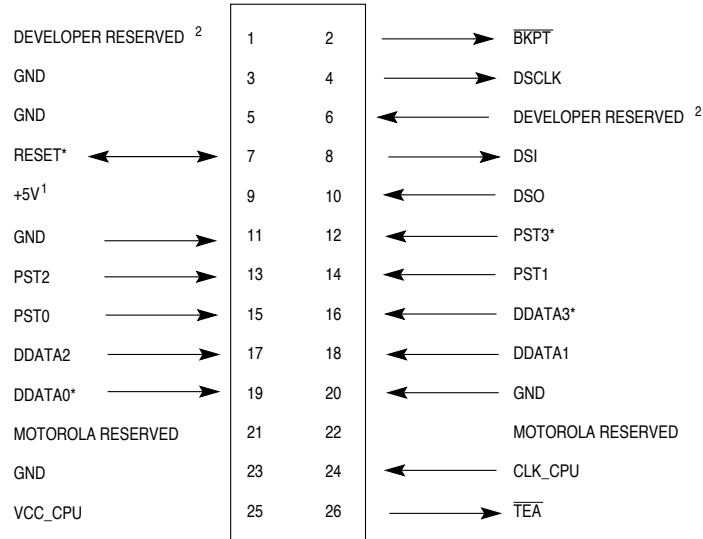 DEVELOPER RESERVED 2 1 2 BKPT
GND 3 4 DSCLK
GND 5 6 DEVELOPER RESERVED 2
RESET* 7 8 DSI
+5V1 9 10 DSO
GND 11 12 PST3*
PST2 13 14 PST1
PST0 15 16 DDATA3*
DDATA2 17 18 DDATA1
DDATA0* 19 20 GND
MOTOROLA RESERVED 21 22 MOTOROLA RESERVED
GND 23 24 CLK_CPU
VCC_CPU 25 26 TEA